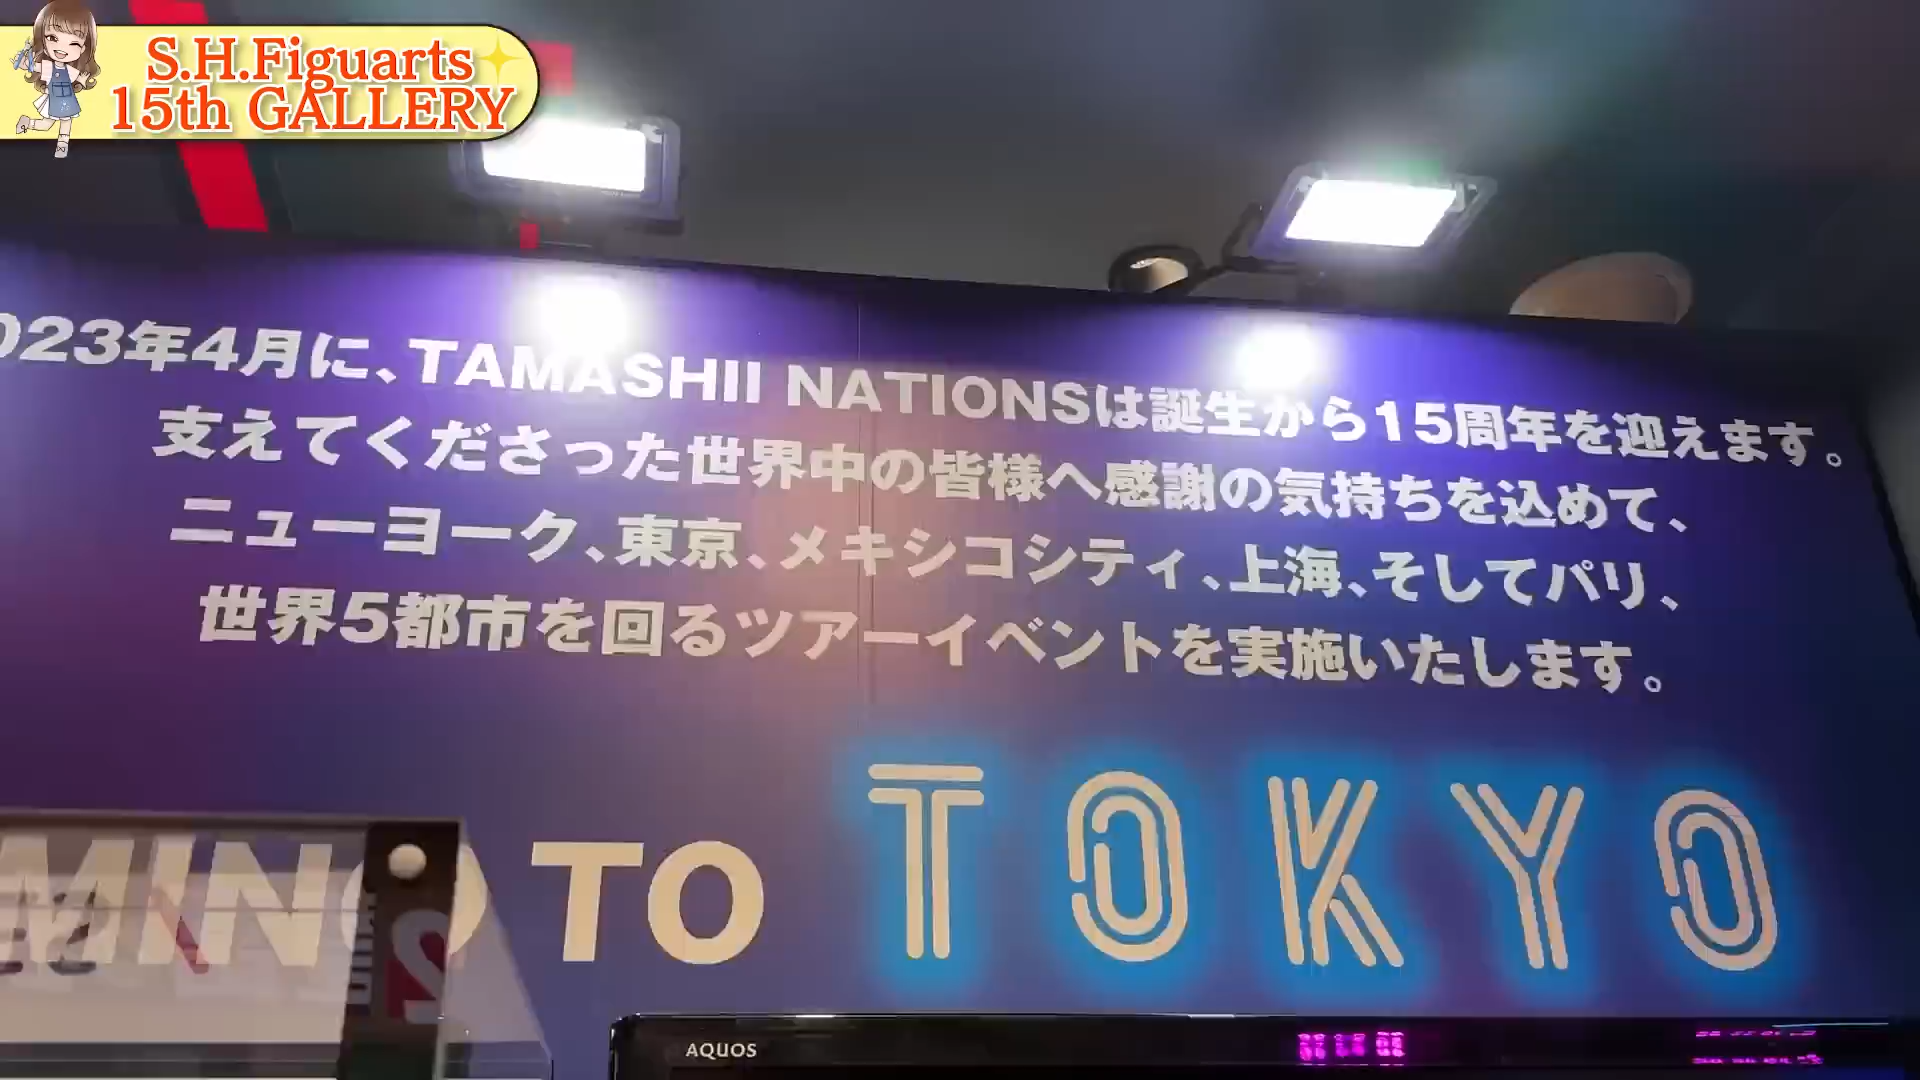 S.H.Figuarts
15th GALLERY
023年4月に、TAMASHII NATIONSは誕生から15周年を迎えます。
支えてくださった世界中の皆様へ感謝の気持ちを込めて、
ニューヨーク、東京、メキシコシティ、上海、そしてパリ、
世界5都市を回るツアーイベントを実施いたします。
MING TO TOKYO
AQUOS